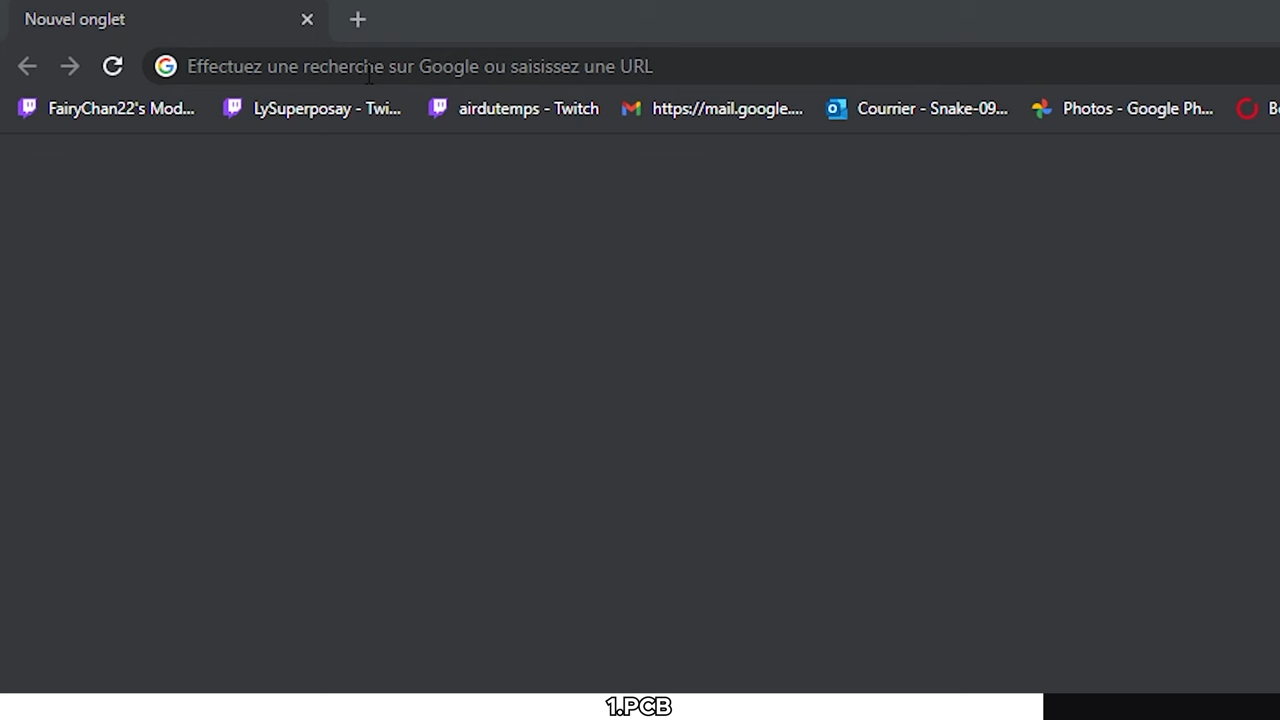 Nouvel onglet
Effectuez une recherche sur Google ou saisissez une URL
FairyChan22's Mod... LySuperposay - Twi... airdutemps - Twitch https://mail.google.... Courrier - Snake-09... Photos - Google Ph...
1.PCB